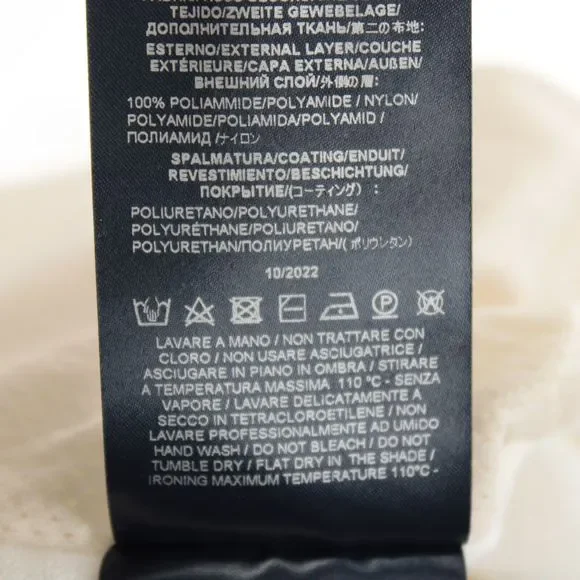 TEJIDO/ZWEITE GEWEBELAGE/
ДОПОЛНИТЕЛЬНАЯ ТКАНЬ/第二の布地:
ESTERNO/EXTERNAL LAYER/COUCHE
EXTÉRIEURE/CAPA EXTERNA/AUßEN/
ВНЕШНИЙ СЛОЙ/外側の層:
100% POLIAMMIDE/POLYAMIDE / NYLON/
POLYAMIDE/POLIAMIDA/POLYAMID /
ПОЛИАМИД /ナイロン
SPALMATURA/COATING/ENDUIT/
REVESTIMIENTO/BESCHICHTUNG/
ПОКРЫТИЕ/(コーティング) :
POLIURETANO/POLYURETHANE/
POLYURÉTHANE/POLIURETANO/
POLYURETHAN/ПОЛИУРЕТАН/( ポリウレタン)
10/2022
P W
LAVARE A MANO / NON TRATTARE CON
CLORO / NON USARE ASCIUGATRICE /
ASCIUGARE IN PIANO IN OMBRA / STIRARE
A TEMPERATURA MASSIMA 110 °C - SENZA
VAPORE / LAVARE DELICATAMENTE A
SECCO IN TETRACLOROETILENE / NON
LAVARE PROFESSIONALMENTE AD UMIDO
HAND WASH / DO NOT BLEACH / DO NOT
TUMBLE DRY / FLAT DRY IN THE SHADE /
IRONING MAXIMUM TEMPERATURE 110°C -